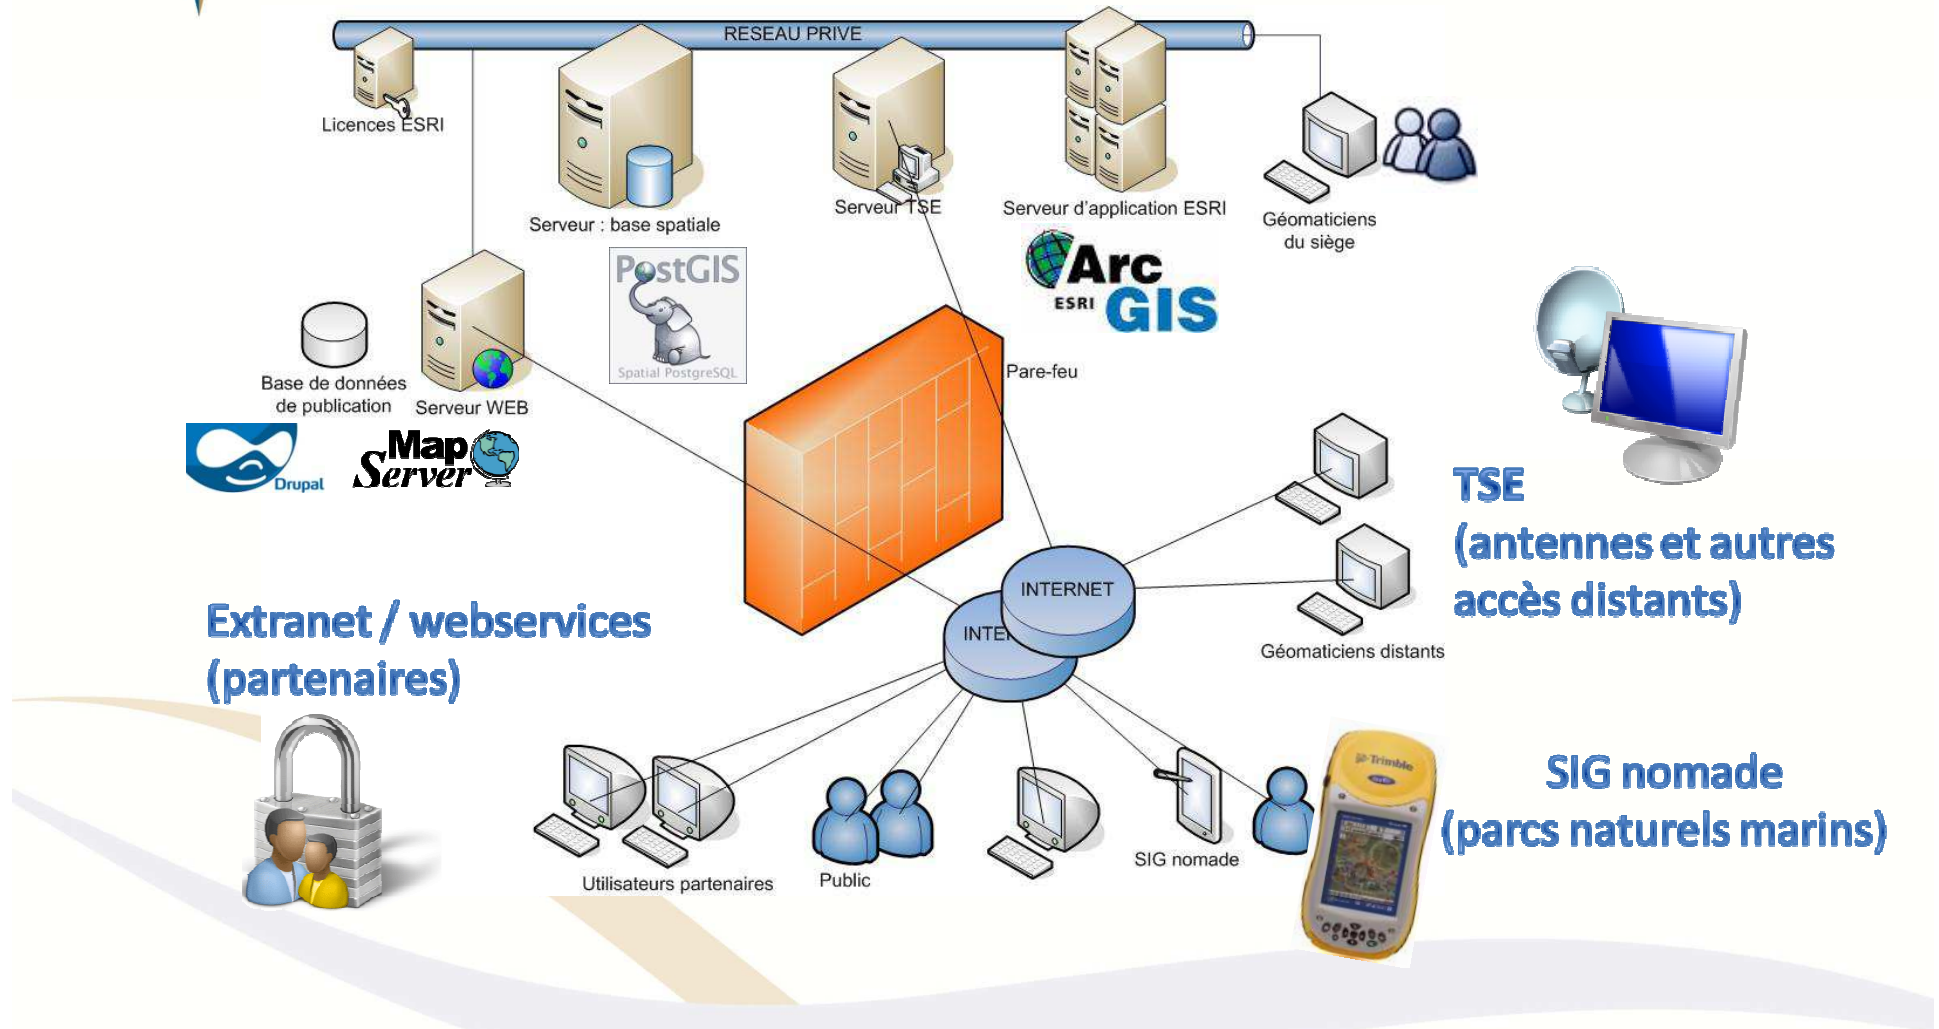 RESEAU PRIVE
Licences ESRI
Serveur : base spatiale
Serveur TSE
Serveur d'application ESRI
Géomaticiens
du siège
PostGIS
Spatial PostgreSQL
Arc
ESRI GIS
Base de données
de publication
Serveur WEB
Drupal
Map
Server
Pare-feu
TSE
(antennes et autres
accès distants)
INTERNET
INTE
Géomaticiens distants
Extranet / webservices
(partenaires)
Utilisateurs partenaires
Public
SIG nomade
Trimble
SIG nomade
(parcs naturels marins)